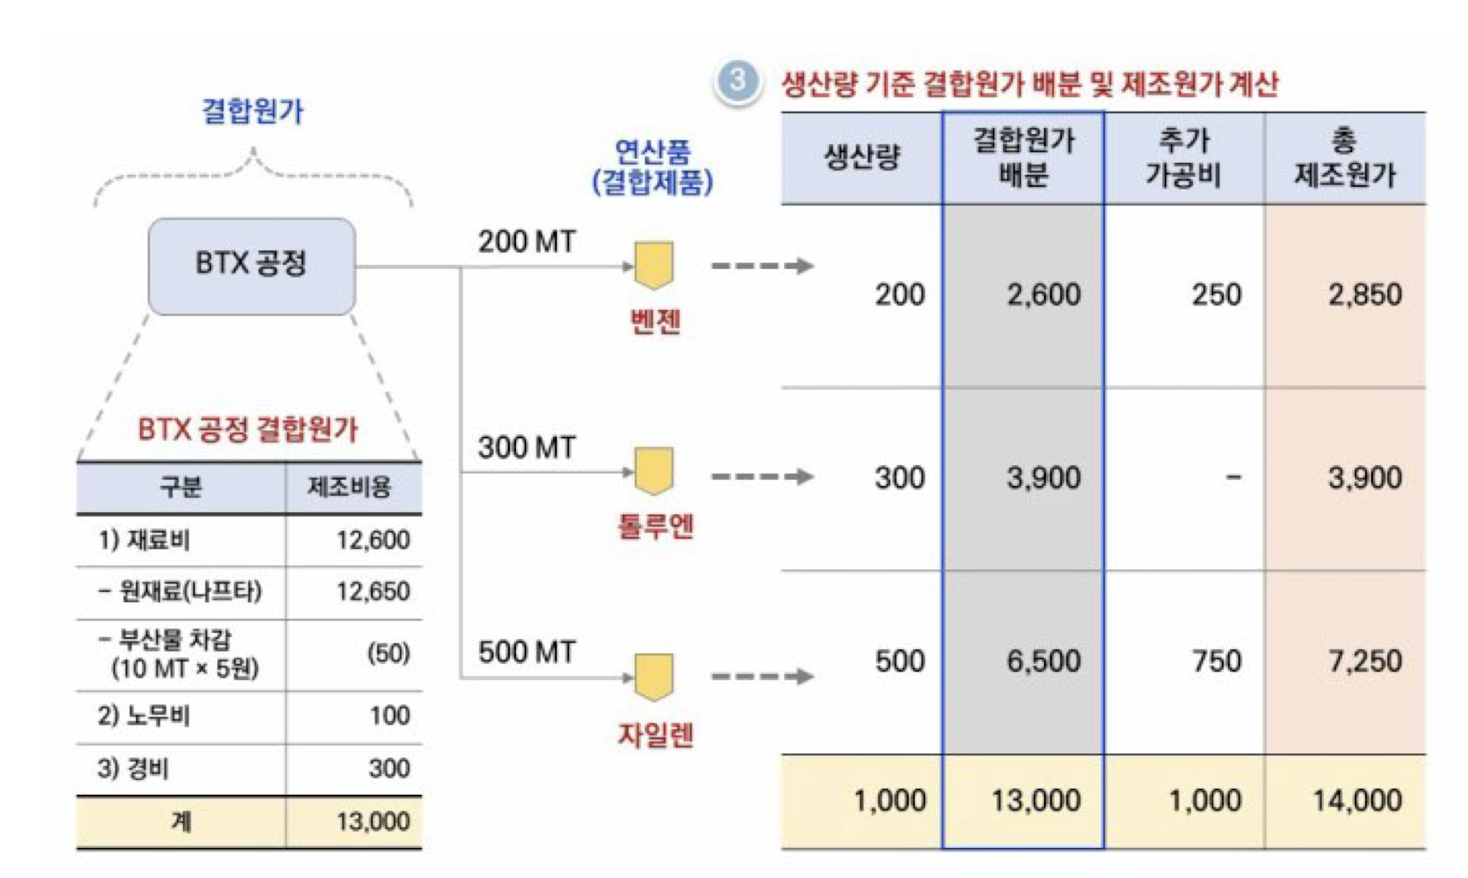 결합원가
BTX 공정
BTX 공정 결합원가
구분 제조비용
1) 재료비 12,600
- 원재료(나프타) 12,650
- 부산물 차감
(10 MT × 5원) (50)
2) 노무비 100
3) 경비 300
계 13,000
연산품
(결합제품)
200 MT
벤젠
300 MT
톨루엔
500 MT
자일렌
3 생산량 기준 결합원가 배분 및 제조원가 계산
생산량 결합원가 배분 추가 가공비 총 제조원가
200 2,600 250 2,850
300 3,900 - 3,900
500 6,500 750 7,250
1,000 13,000 1,000 14,000